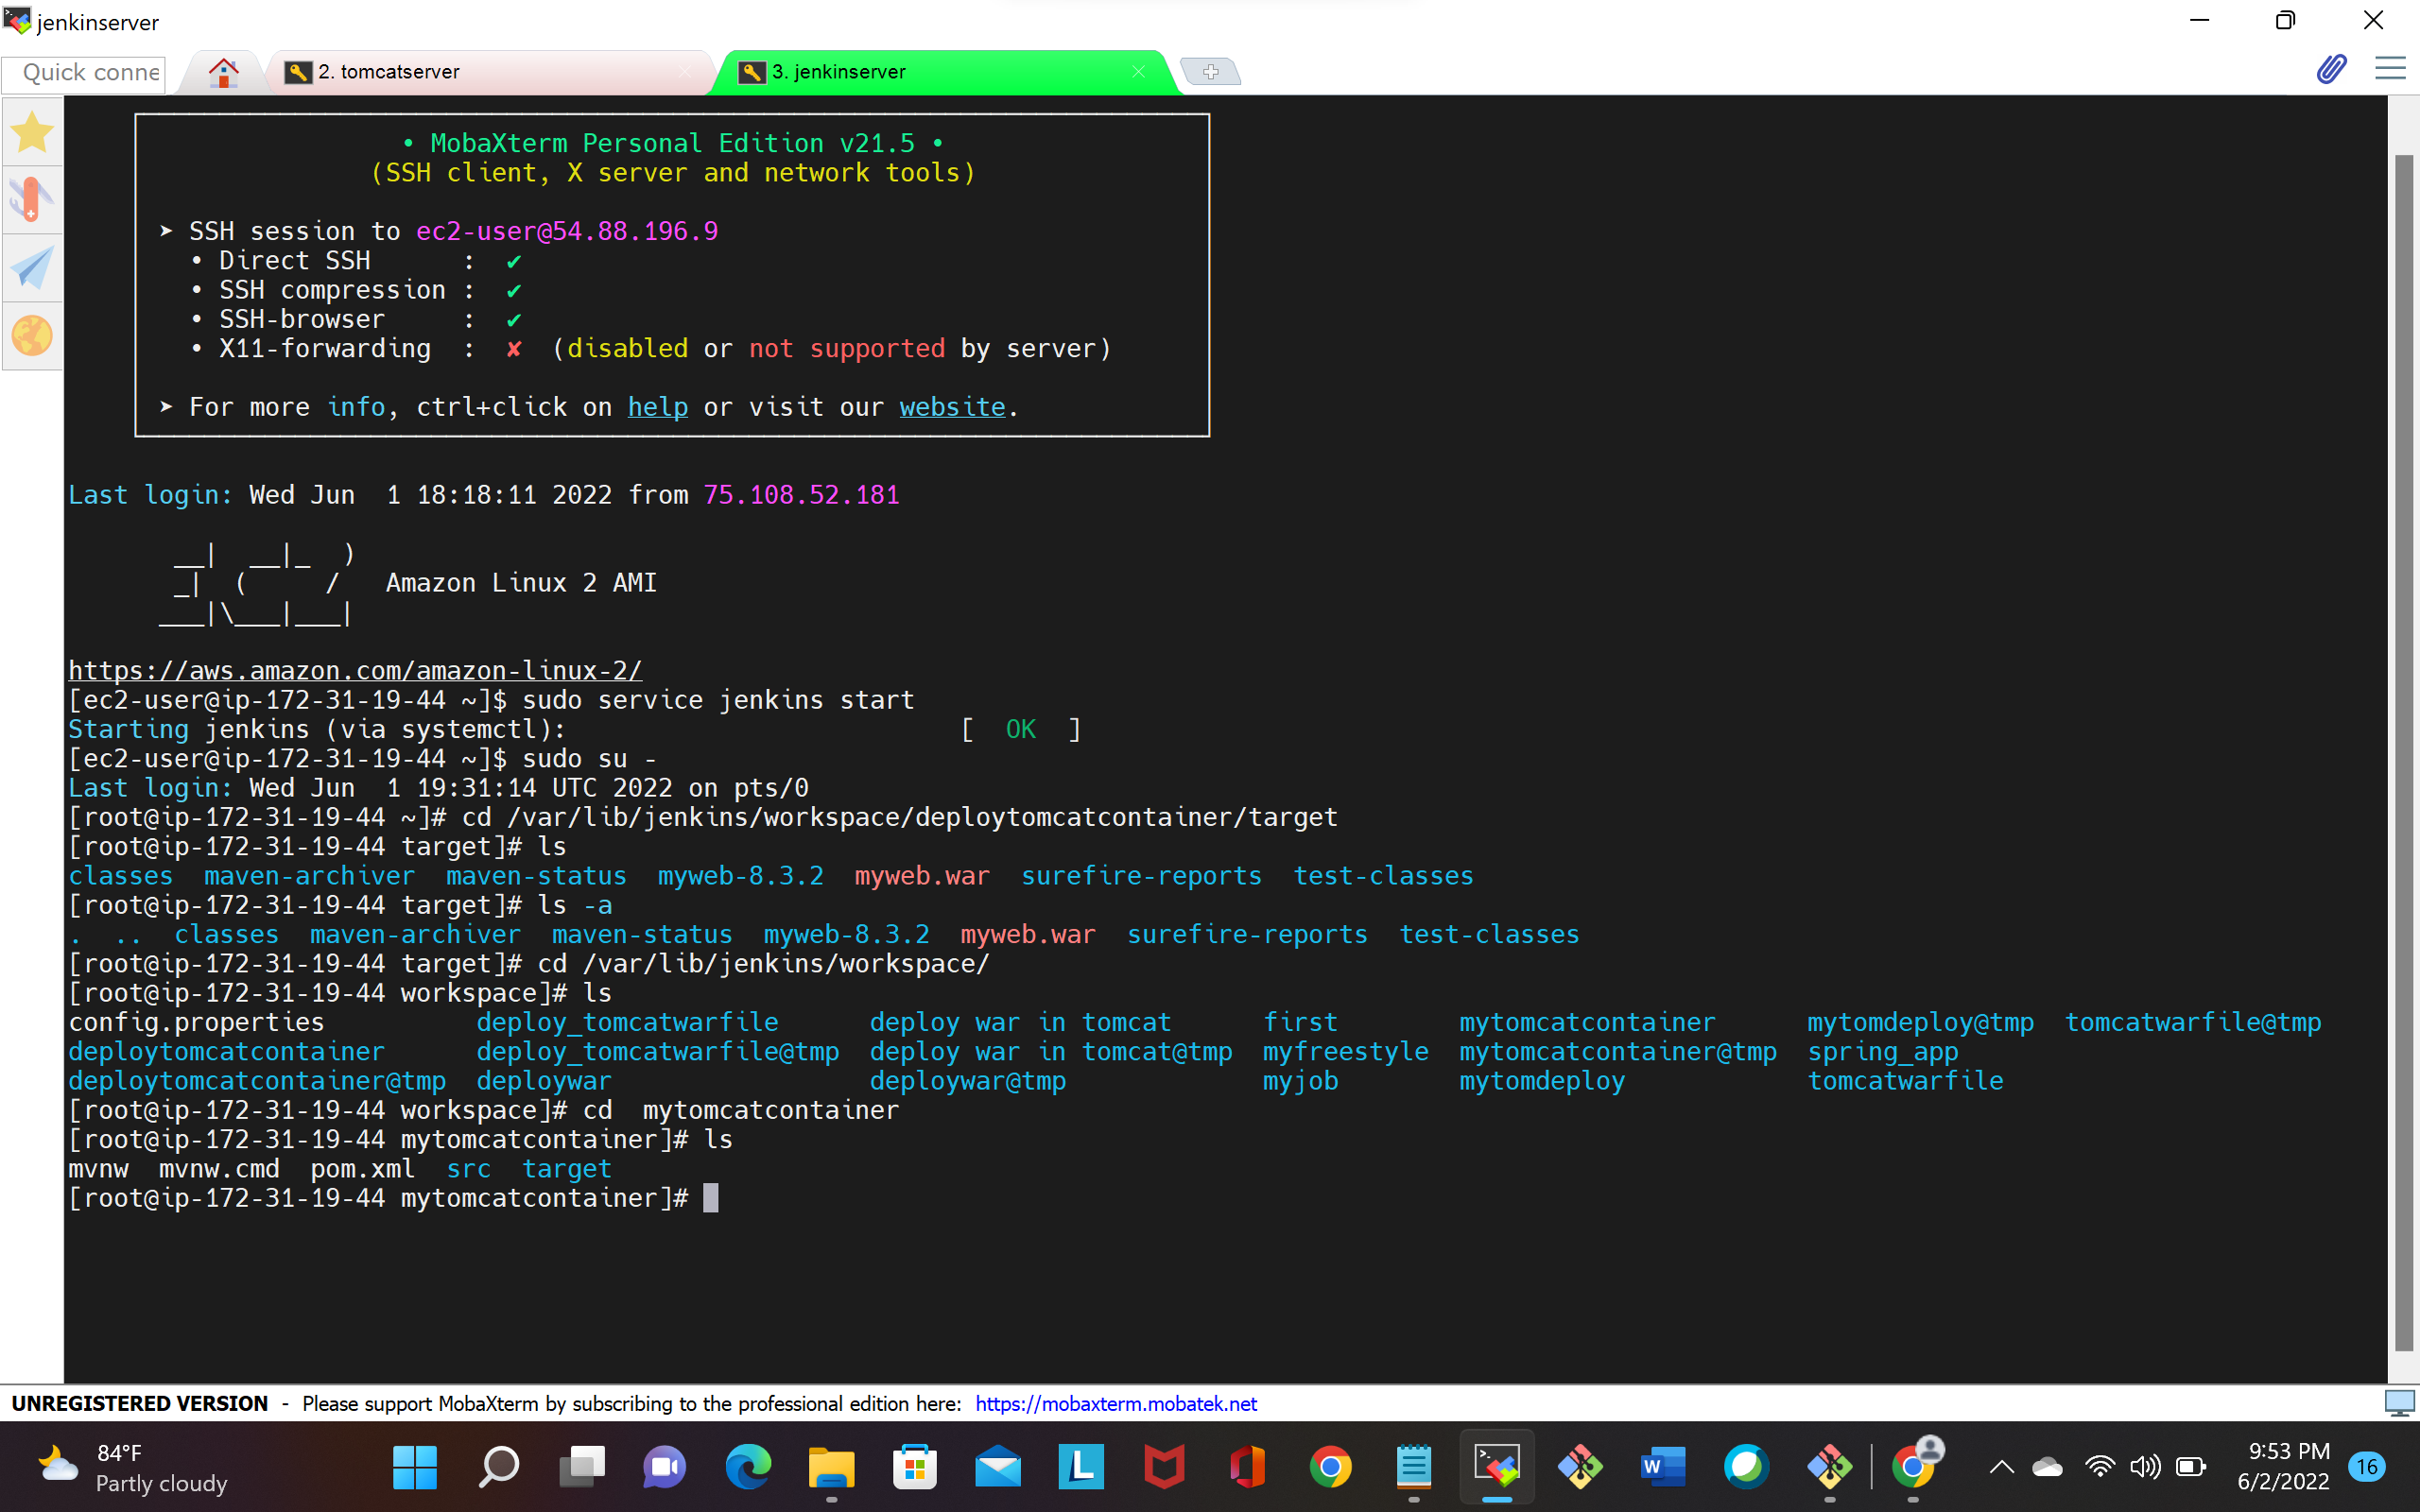 jenkinserver
Quick conne
2. tomcatserver
3. jenkinserver
• MobaXterm Personal Edition v21.5 •
(SSH client, X server and network tools)
➤ SSH session to ec2-user@54.88.196.9
• Direct SSH      :  ✔
• SSH compression :  ✔
• SSH-browser     :  ✔
• X11-forwarding  :  ✘  (disabled or not supported by server)
➤ For more info, ctrl+click on help or visit our website.
Last login: Wed Jun  1 18:18:11 2022 from 75.108.52.181
       __|  __|_  )
       _|  (     /   Amazon Linux 2 AMI
      ___|\___|___|
https://aws.amazon.com/amazon-linux-2/
[ec2-user@ip-172-31-19-44 ~]$ sudo service jenkins start
Starting jenkins (via systemctl):                          [  OK  ]
[ec2-user@ip-172-31-19-44 ~]$ sudo su -
Last login: Wed Jun  1 19:31:14 UTC 2022 on pts/0
[root@ip-172-31-19-44 ~]# cd /var/lib/jenkins/workspace/deploytomcatcontainer/target
[root@ip-172-31-19-44 target]# ls
classes  maven-archiver  maven-status  myweb-8.3.2  myweb.war  surefire-reports  test-classes
[root@ip-172-31-19-44 target]# ls -a
.  ..  classes  maven-archiver  maven-status  myweb-8.3.2  myweb.war  surefire-reports  test-classes
[root@ip-172-31-19-44 target]# cd /var/lib/jenkins/workspace/
[root@ip-172-31-19-44 workspace]# ls
config.properties          deploy_tomcatwarfile      deploy war in tomcat      first        mytomcatcontainer      mytomdeploy@tmp  tomcatwarfile@tmp
deploytomcatcontainer      deploy_tomcatwarfile@tmp  deploy war in tomcat@tmp  myfreestyle  mytomcatcontainer@tmp  spring_app
deploytomcatcontainer@tmp  deploywar                 deploywar@tmp             myjob        mytomdeploy            tomcatwarfile
[root@ip-172-31-19-44 workspace]# cd  mytomcatcontainer
[root@ip-172-31-19-44 mytomcatcontainer]# ls
mvnw  mvnw.cmd  pom.xml  src  target
[root@ip-172-31-19-44 mytomcatcontainer]#
UNREGISTERED VERSION  -  Please support MobaXterm by subscribing to the professional edition here:  https://mobaxterm.mobatek.net
84°F
Partly cloudy
L
W
9:53 PM
6/2/2022
16